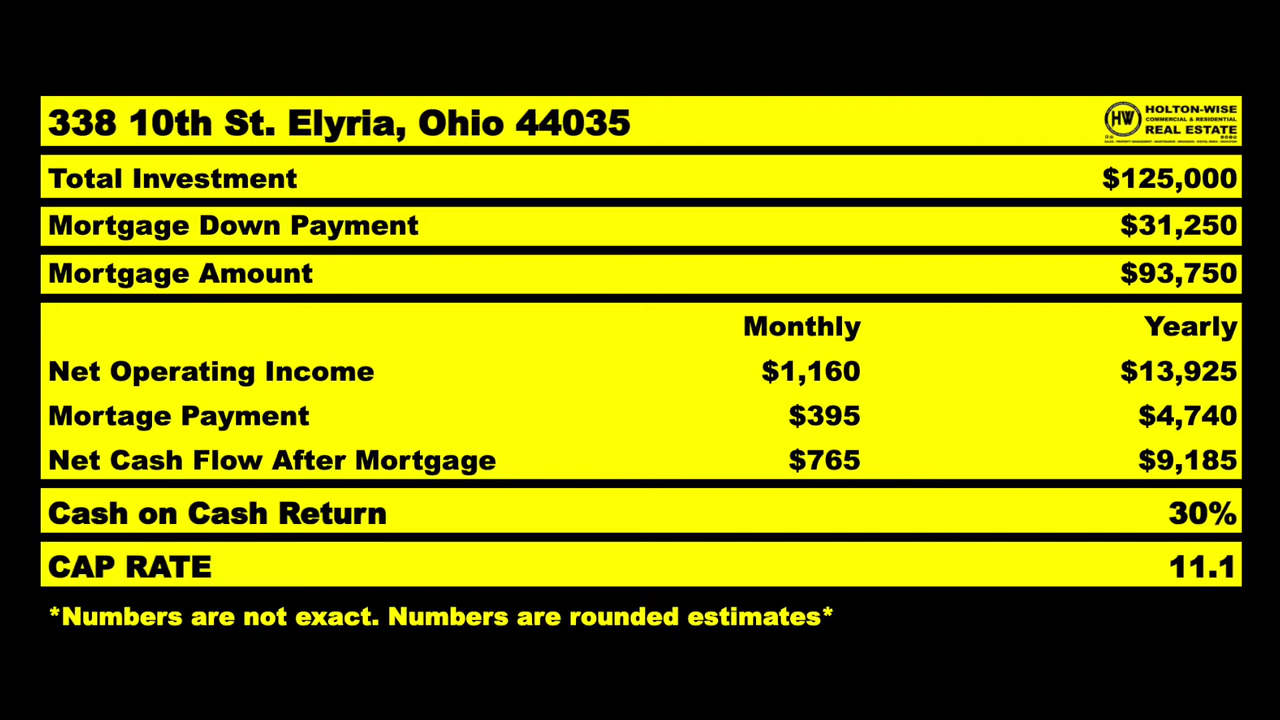 338 10th St. Elyria, Ohio 44035
HW
HOLTON-WISE
COMMERCIAL & RESIDENTIAL
REAL ESTATE
Total Investment $125,000
Mortgage Down Payment $31,250
Mortgage Amount $93,750
Monthly Yearly
Net Operating Income $1,160 $13,925
Mortage Payment $395 $4,740
Net Cash Flow After Mortgage $765 $9,185
Cash on Cash Return 30%
CAP RATE 11.1
*Numbers are not exact. Numbers are rounded estimates*